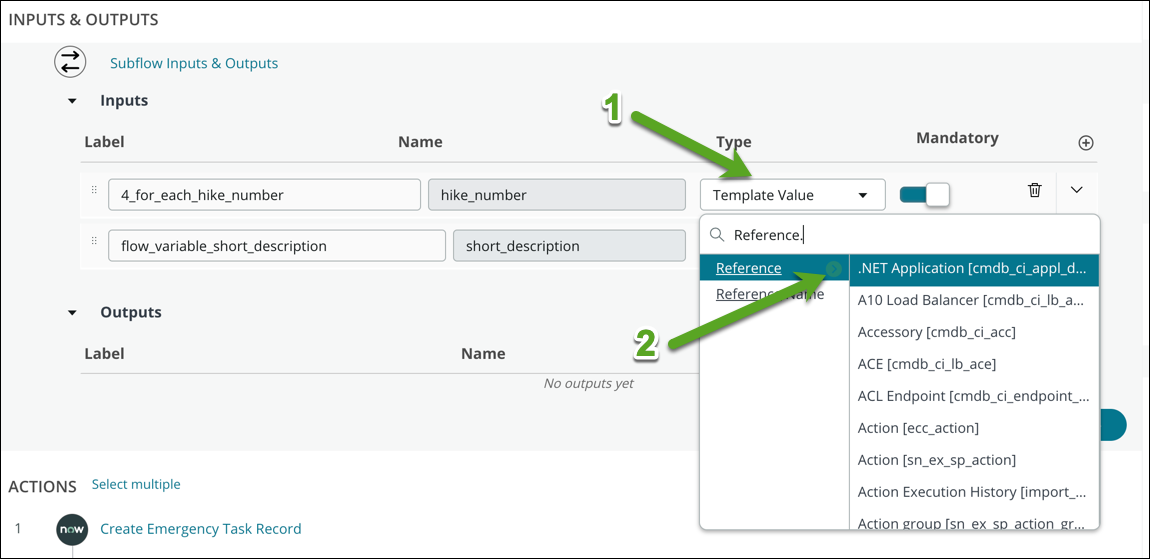 INPUTS & OUTPUTS
Subflow Inputs & Outputs
Inputs
1
Label Name Type Mandatory
4_for_each_hike_number hike_number Template Value
flow_variable_short_description short_description
Reference.
Reference
.NET Application [cmdb_ci_appl_d...
Reference Name
A10 Load Balancer [cmdb_ci_lb_a...
Accessory [cmdb_ci_acc]
ACE [cmdb_ci_lb_ace]
ACL Endpoint [cmdb_ci_endpoint_...
Action [ecc_action]
Action [sn_ex_sp_action]
Action Execution History [import_...
Action group [sn_ex_sp_action_gr...
2
Outputs
Label Name
No outputs yet
ACTIONS Select multiple
1 now Create Emergency Task Record